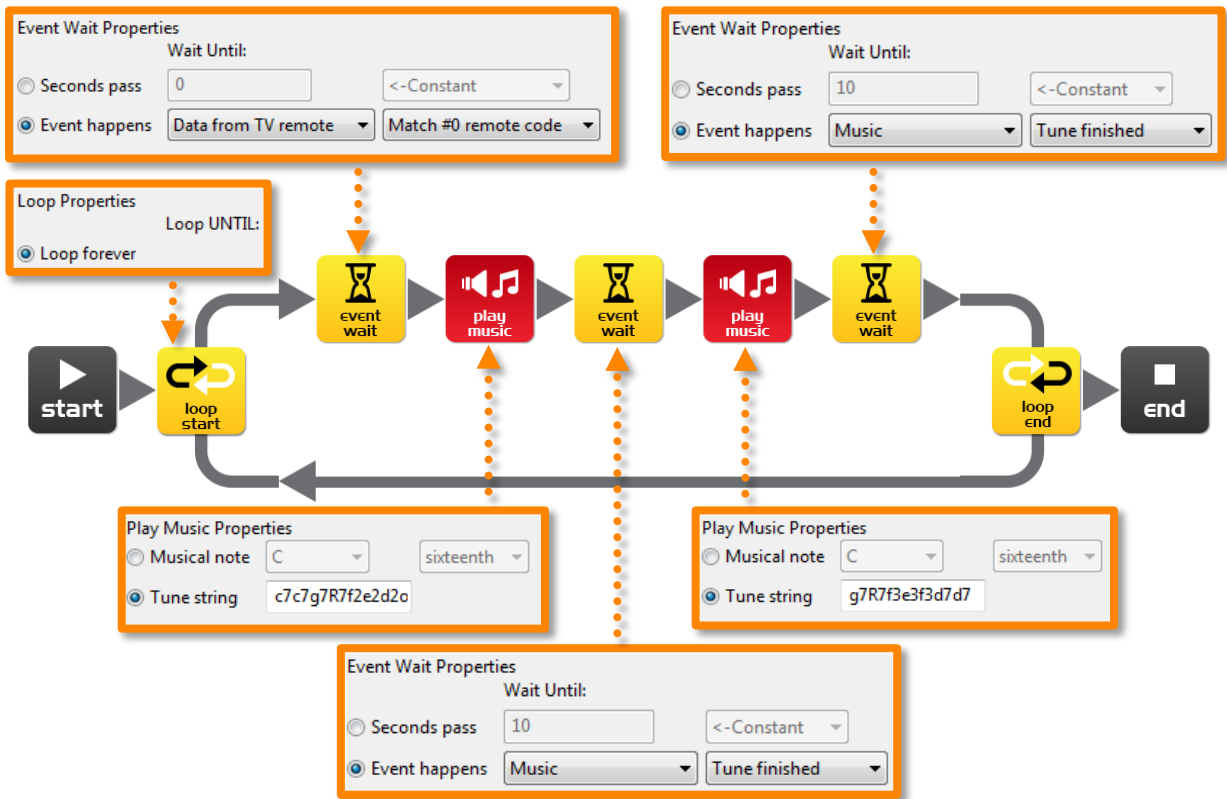 Event Wait Properties
Wait Until:
Seconds pass 0 <-Constant
Event happens Data from TV remote Match #0 remote code
Event Wait Properties
Wait Until:
Seconds pass 10 <-Constant
Event happens Music Tune finished
Loop Properties
Loop UNTIL:
Loop forever
event wait
play music
event wait
play music
event wait
start
loop start
loop end
end
Play Music Properties
Musical note C sixteenth
Tune string c7c7g7R7f2e2d2o
Play Music Properties
Musical note C sixteenth
Tune string g7R7f3e3f3d7d7
Event Wait Properties
Wait Until:
Seconds pass 10 <-Constant
Event happens Music Tune finished